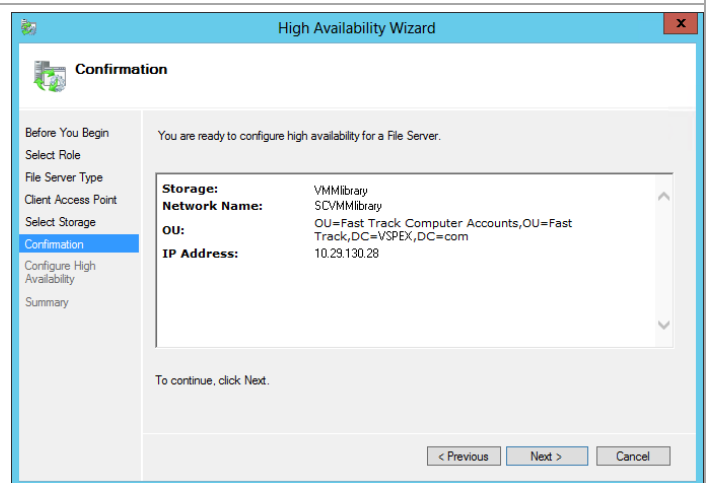 High Availability Wizard
x
Confirmation
Before You Begin
Select Role
File Server Type
Client Access Point
Select Storage
Confirmation
Configure High
Availability
Summary
You are ready to configure high availability for a File Server.
Storage: VMMlibrary
Network Name: SCVMMlibrary
OU: OU=Fast Track Computer Accounts,OU=Fast
Track,DC=VSPEX,DC=com
IP Address: 10.29.130.28
To continue, click Next.
< Previous Next > Cancel